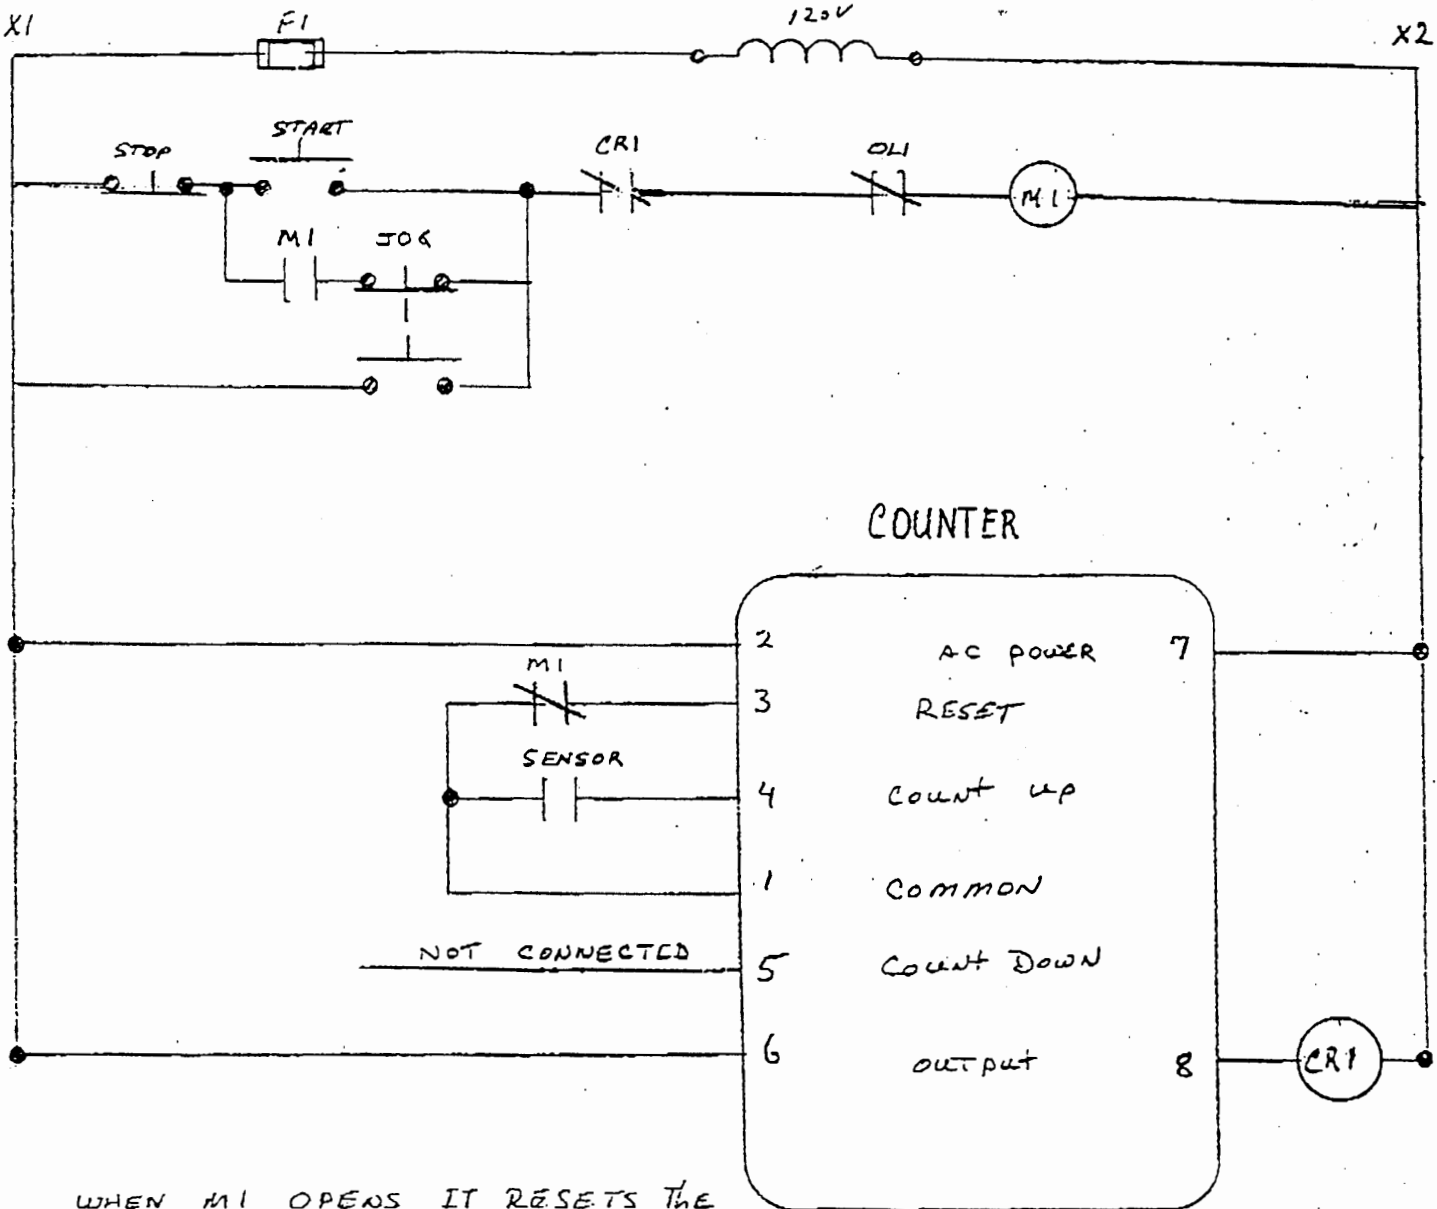 X1
F1
120V
X2
STOP
START
CR1
OL1
M1
M1
JOG
COUNTER
2
AC POWER
7
M1
3
RESET
SENSOR
4
Count up
1
COMMON
NOT CONNECTED
5
Count DOWN
6
OUTPUT
8
CR1
WHEN M1 OPENS IT RESETS The